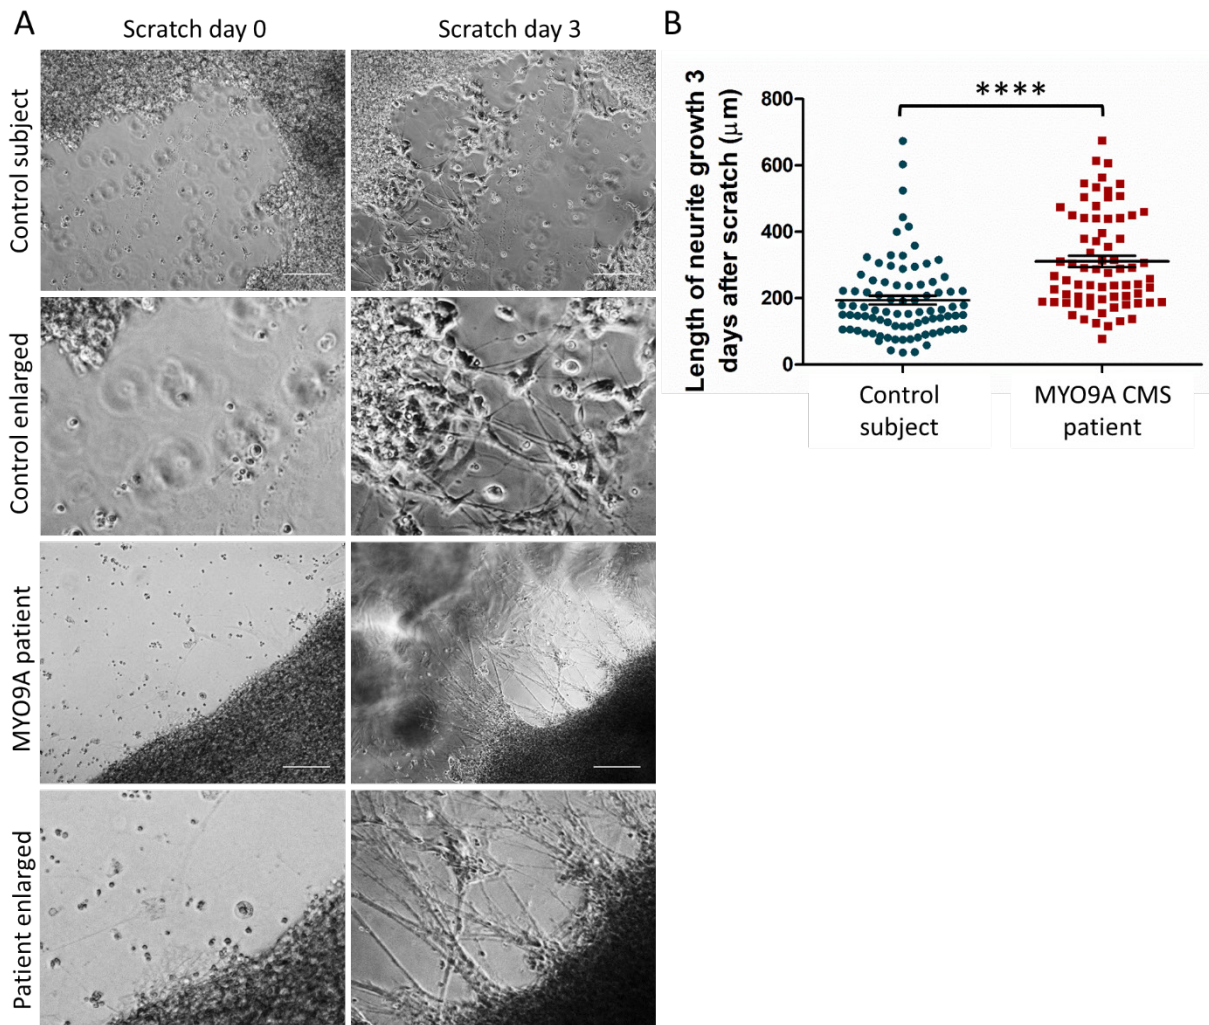 A
Scratch day 0
Scratch day 3
Control subject
Control enlarged
MYO9A patient
Patient enlarged
B
Length of neurite growth 3
days after scratch (μm)
800
600
400
200
0
****
Control
subject
MYO9A CMS
patient